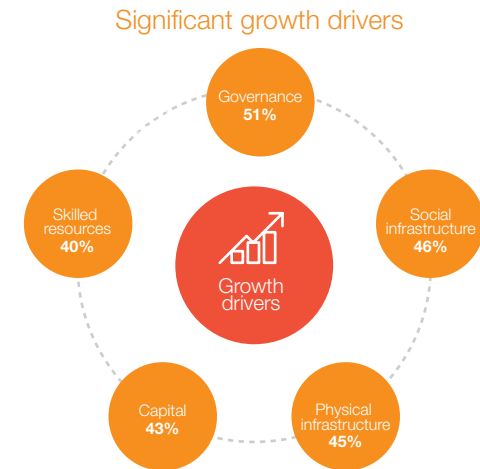 Significant growth drivers
Governance
51%
Skilled
resources
40%
Social
infrastructure
46%
Growth
drivers
Capital
43%
Physical
infrastructure
45%